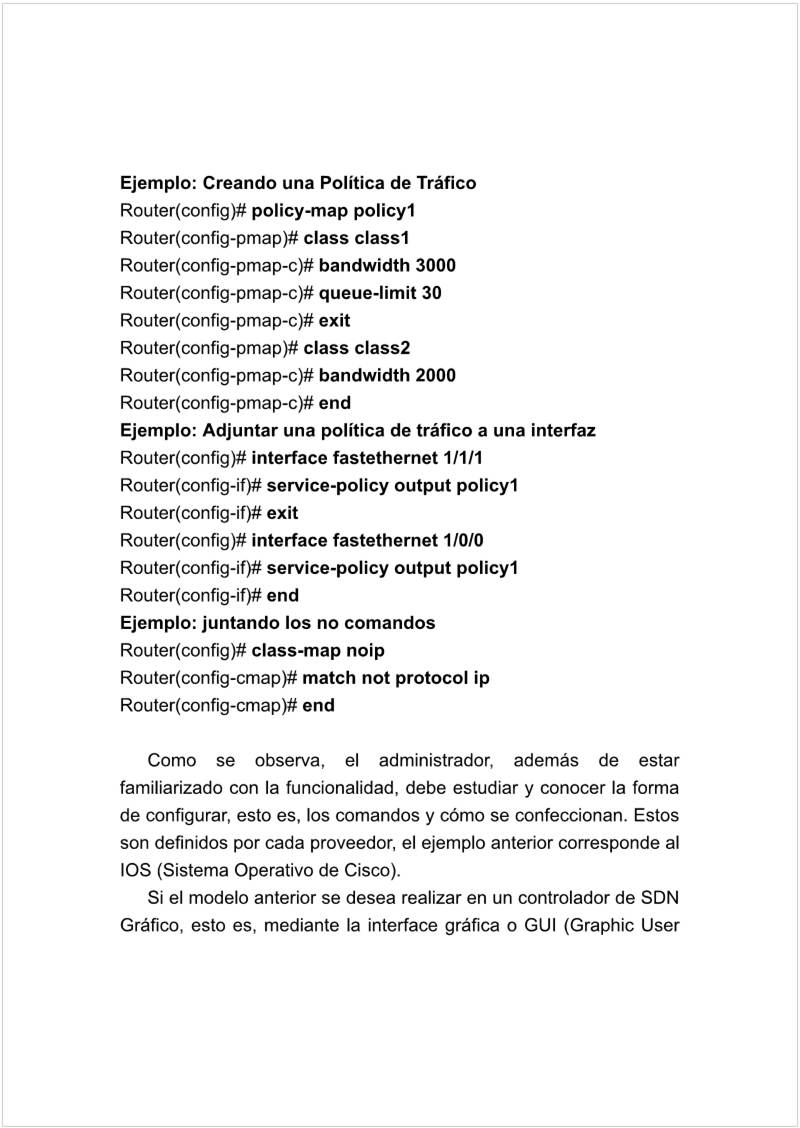 Ejemplo: Creando una Política de Tráfico
Router(config)# policy-map policy1
Router(config-pmap)# class class1
Router(config-pmap-c)# bandwidth 3000
Router(config-pmap-c)# queue-limit 30
Router(config-pmap-c)# exit
Router(config-pmap)# class class2
Router(config-pmap-c)# bandwidth 2000
Router(config-pmap-c)# end
Ejemplo: Adjuntar una política de tráfico a una interfaz
Router(config)# interface fastethernet 1/1/1
Router(config-if)# service-policy output policy1
Router(config-if)# exit
Router(config)# interface fastethernet 1/0/0
Router(config-if)# service-policy output policy1
Router(config-if)# end
Ejemplo: juntando los no comandos
Router(config)# class-map noip
Router(config-cmap)# match not protocol ip
Router(config-cmap)# end
Como se observa, el administrador, además de estar
familiarizado con la funcionalidad, debe estudiar y conocer la forma
de configurar, esto es, los comandos y cómo se confeccionan. Estos
son definidos por cada proveedor, el ejemplo anterior corresponde al
IOS (Sistema Operativo de Cisco).
Si el modelo anterior se desea realizar en un controlador de SDN
Gráfico, esto es, mediante la interface gráfica o GUI (Graphic User